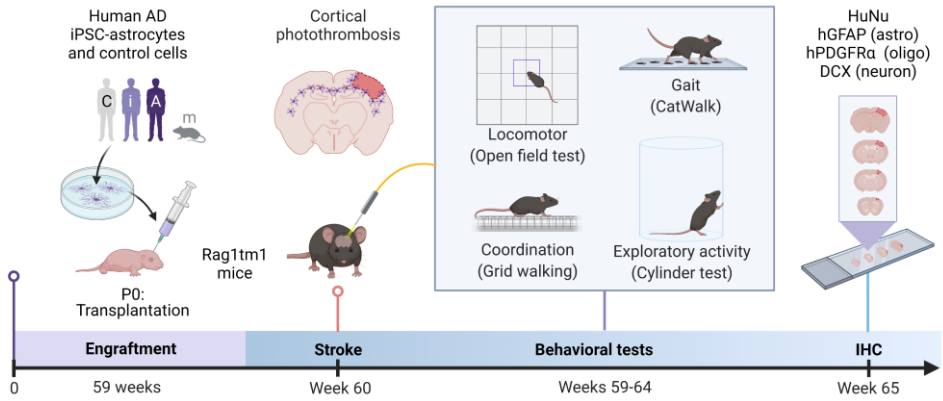 Human AD
iPSC-astrocytes
and control cells
C
i
A
m
P0:
Transplantation
Cortical
photothrombosis
Rag1tm1
mice
Locomotor
(Open field test)
Gait
(CatWalk)
Coordination
(Grid walking)
Exploratory activity
(Cylinder test)
HuNu
hGFAP (astro)
hPDGFRα (oligo)
DCX (neuron)
Engraftment
Stroke
Behavioral tests
IHC
0
59 weeks
Week 60
Weeks 59-64
Week 65